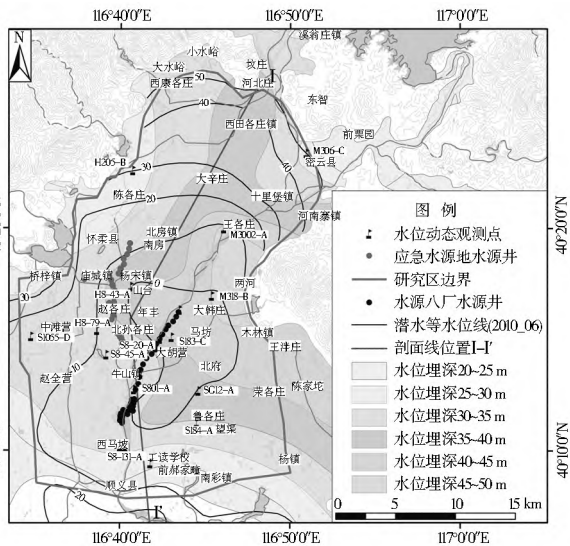 116°40′0″E
116°50′0″E
117°0′0″E
N
小水峪
坟庄
溪翁庄镇
大水峪
西康各庄
50
河北庄
I
东智
40
西田各庄镇
前栗园
40
M306-C
密云县
H205-B
30
大辛庄
十里堡镇
陈各庄
20
河南寨镇
北房镇
王各庄
怀柔县
南房
M3002-A
40°20′0″N
桥梓镇
庙城镇
杨宋镇
0
两河
30
H8-43-A
山台
M318-B
赵各庄
年丰
大韩庄
H8-79-A
中滩营
北孙各庄
马坊
木林镇
S1065-D
S8-20-A
S183-C
王泮庄
S8-45-A
大胡营
赵全营
牛山镇
北府
S801-A
SG12-A
荣各庄
陈家坨
鲁各庄
S154-A
望渠
西马坡
杨镇
S8-131-A
工读学校
前郝家疃
40°10′0″N
顺义县
南彩镇
20
20
I′
图 例
水位动态观测点
应急水源地水源井
研究区边界
水源八厂水源井
潜水等水位线(2010_06)
剖面线位置I-I′
水位埋深20~25 m
水位埋深25~30 m
水位埋深30~35 m
水位埋深35~40 m
水位埋深40~45 m
水位埋深45~50 m
0 5 10 15 km
116°40′0″E
116°50′0″E
117°0′0″E